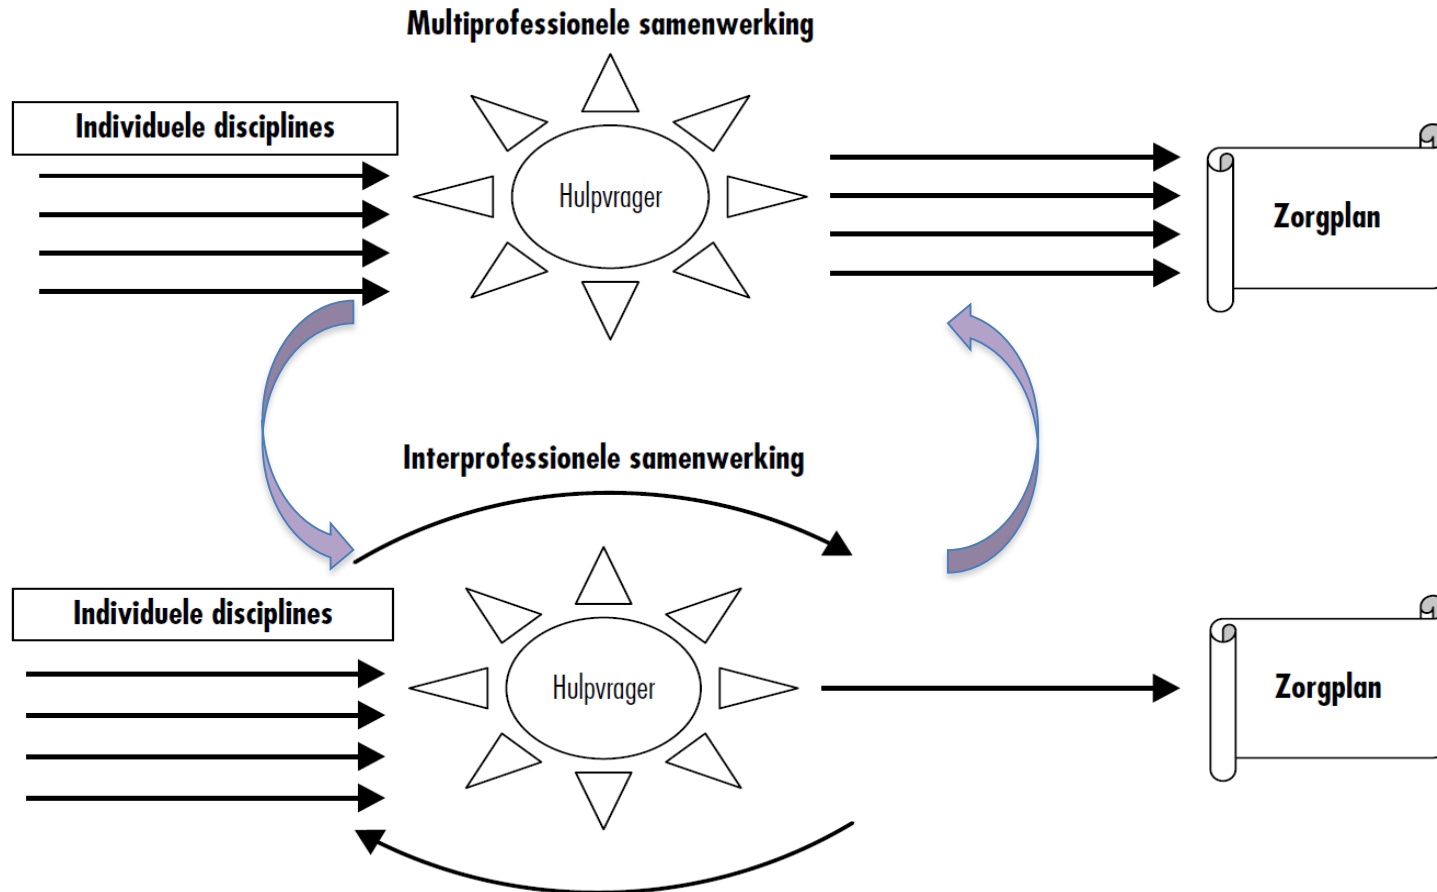 Multiprofessionele samenwerking
Individuele disciplines
Hulpvrager
Zorgplan
Interprofessionele samenwerking
Individuele disciplines
Hulpvrager
Zorgplan